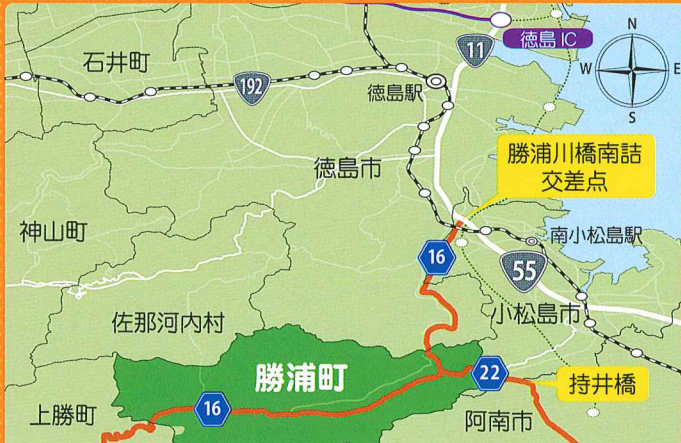 N
W E
S
徳島 IC
11
石井町
192
徳島駅
徳島市
勝浦川橋南詰
交差点
神山町
南小松島駅
16
55
佐那河内村
小松島市
勝浦町
22
持井橋
上勝町
16
阿南市